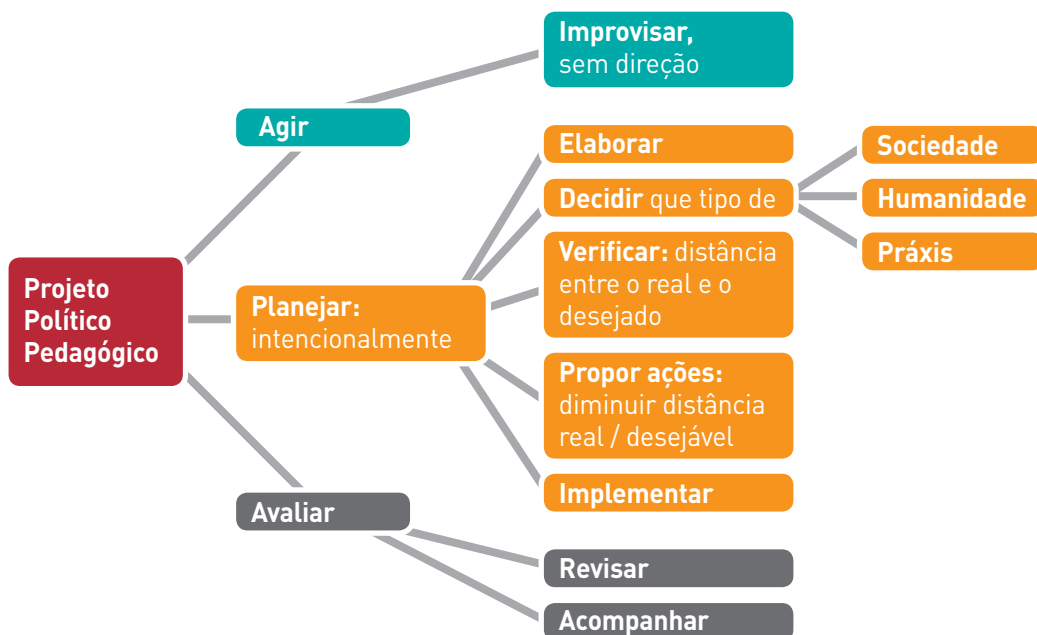 Projeto
Político
Pedagógico
Agir
Improvisar,
sem direção
Planejar:
intencionalmente
Elaborar
Decidir que tipo de
Sociedade
Humanidade
Práxis
Verificar: distância
entre o real e o
desejado
Propor ações:
diminuir distância
real / desejável
Implementar
Avaliar
Revisar
Acompanhar